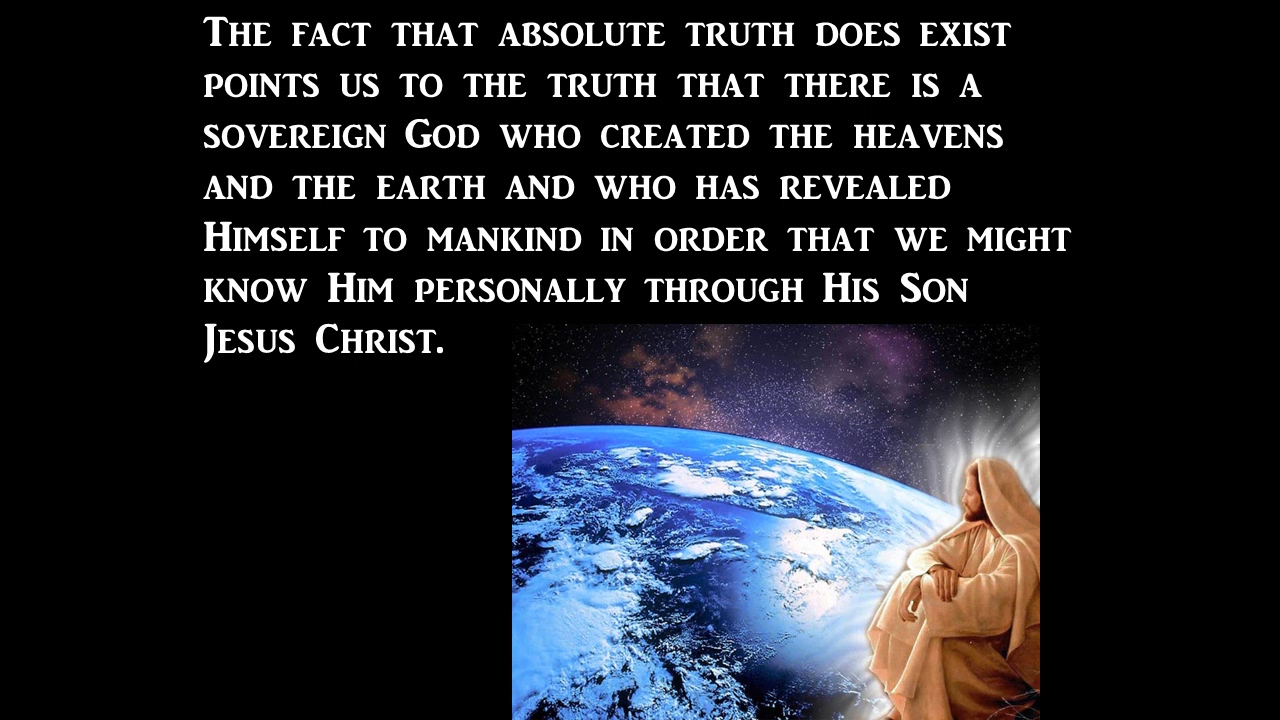 The fact that absolute truth does exist
points us to the truth that there is a
sovereign God who created the heavens
and the earth and who has revealed
Himself to mankind in order that we might
know Him personally through His Son
Jesus Christ.